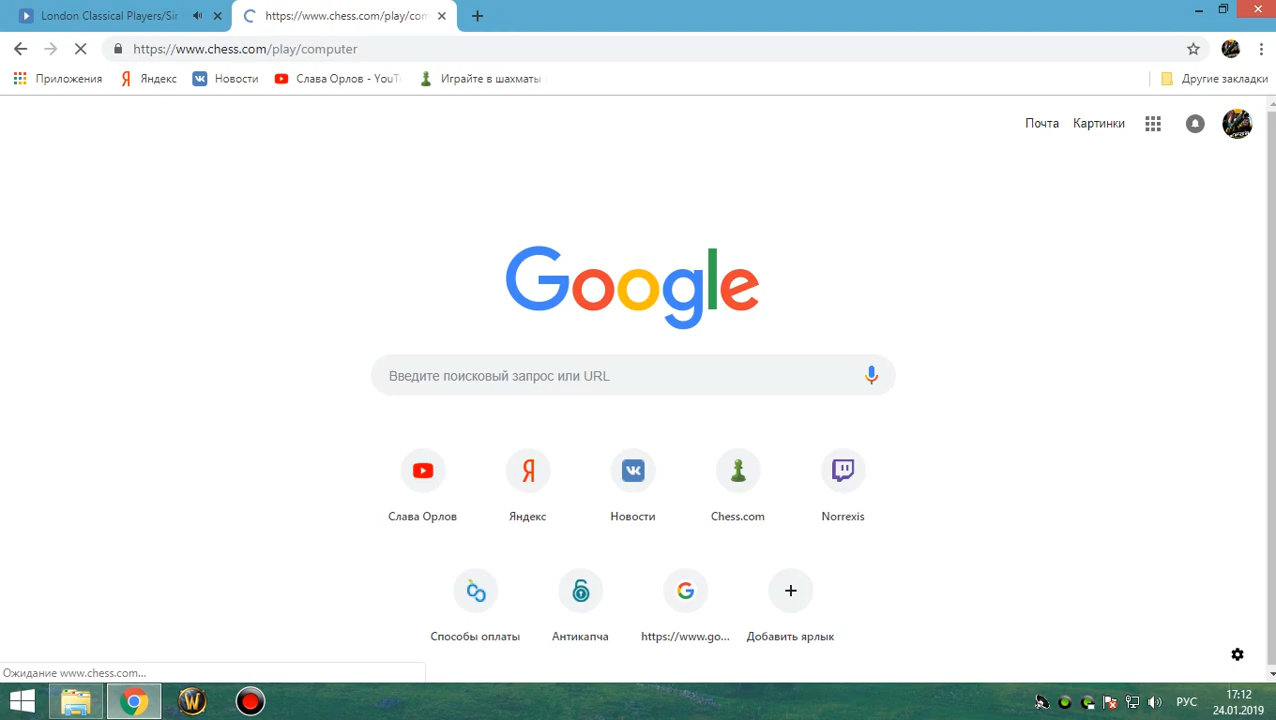 London Classical Players/Sir
https://www.chess.com/play/com
https://www.chess.com/play/computer
Приложения
Яндекс
Новости
Слава Орлов - YouTu
Играйте в шахматы
Другие закладки
Почта
Картинки
Google
Введите поисковый запрос или URL
Слава Орлов
Яндекс
Новости
Chess.com
Norrexis
Способы оплаты
Антикапча
https://www.go...
Добавить ярлык
Ожидание www.chess.com...
РУС
17:12
24.01.2019